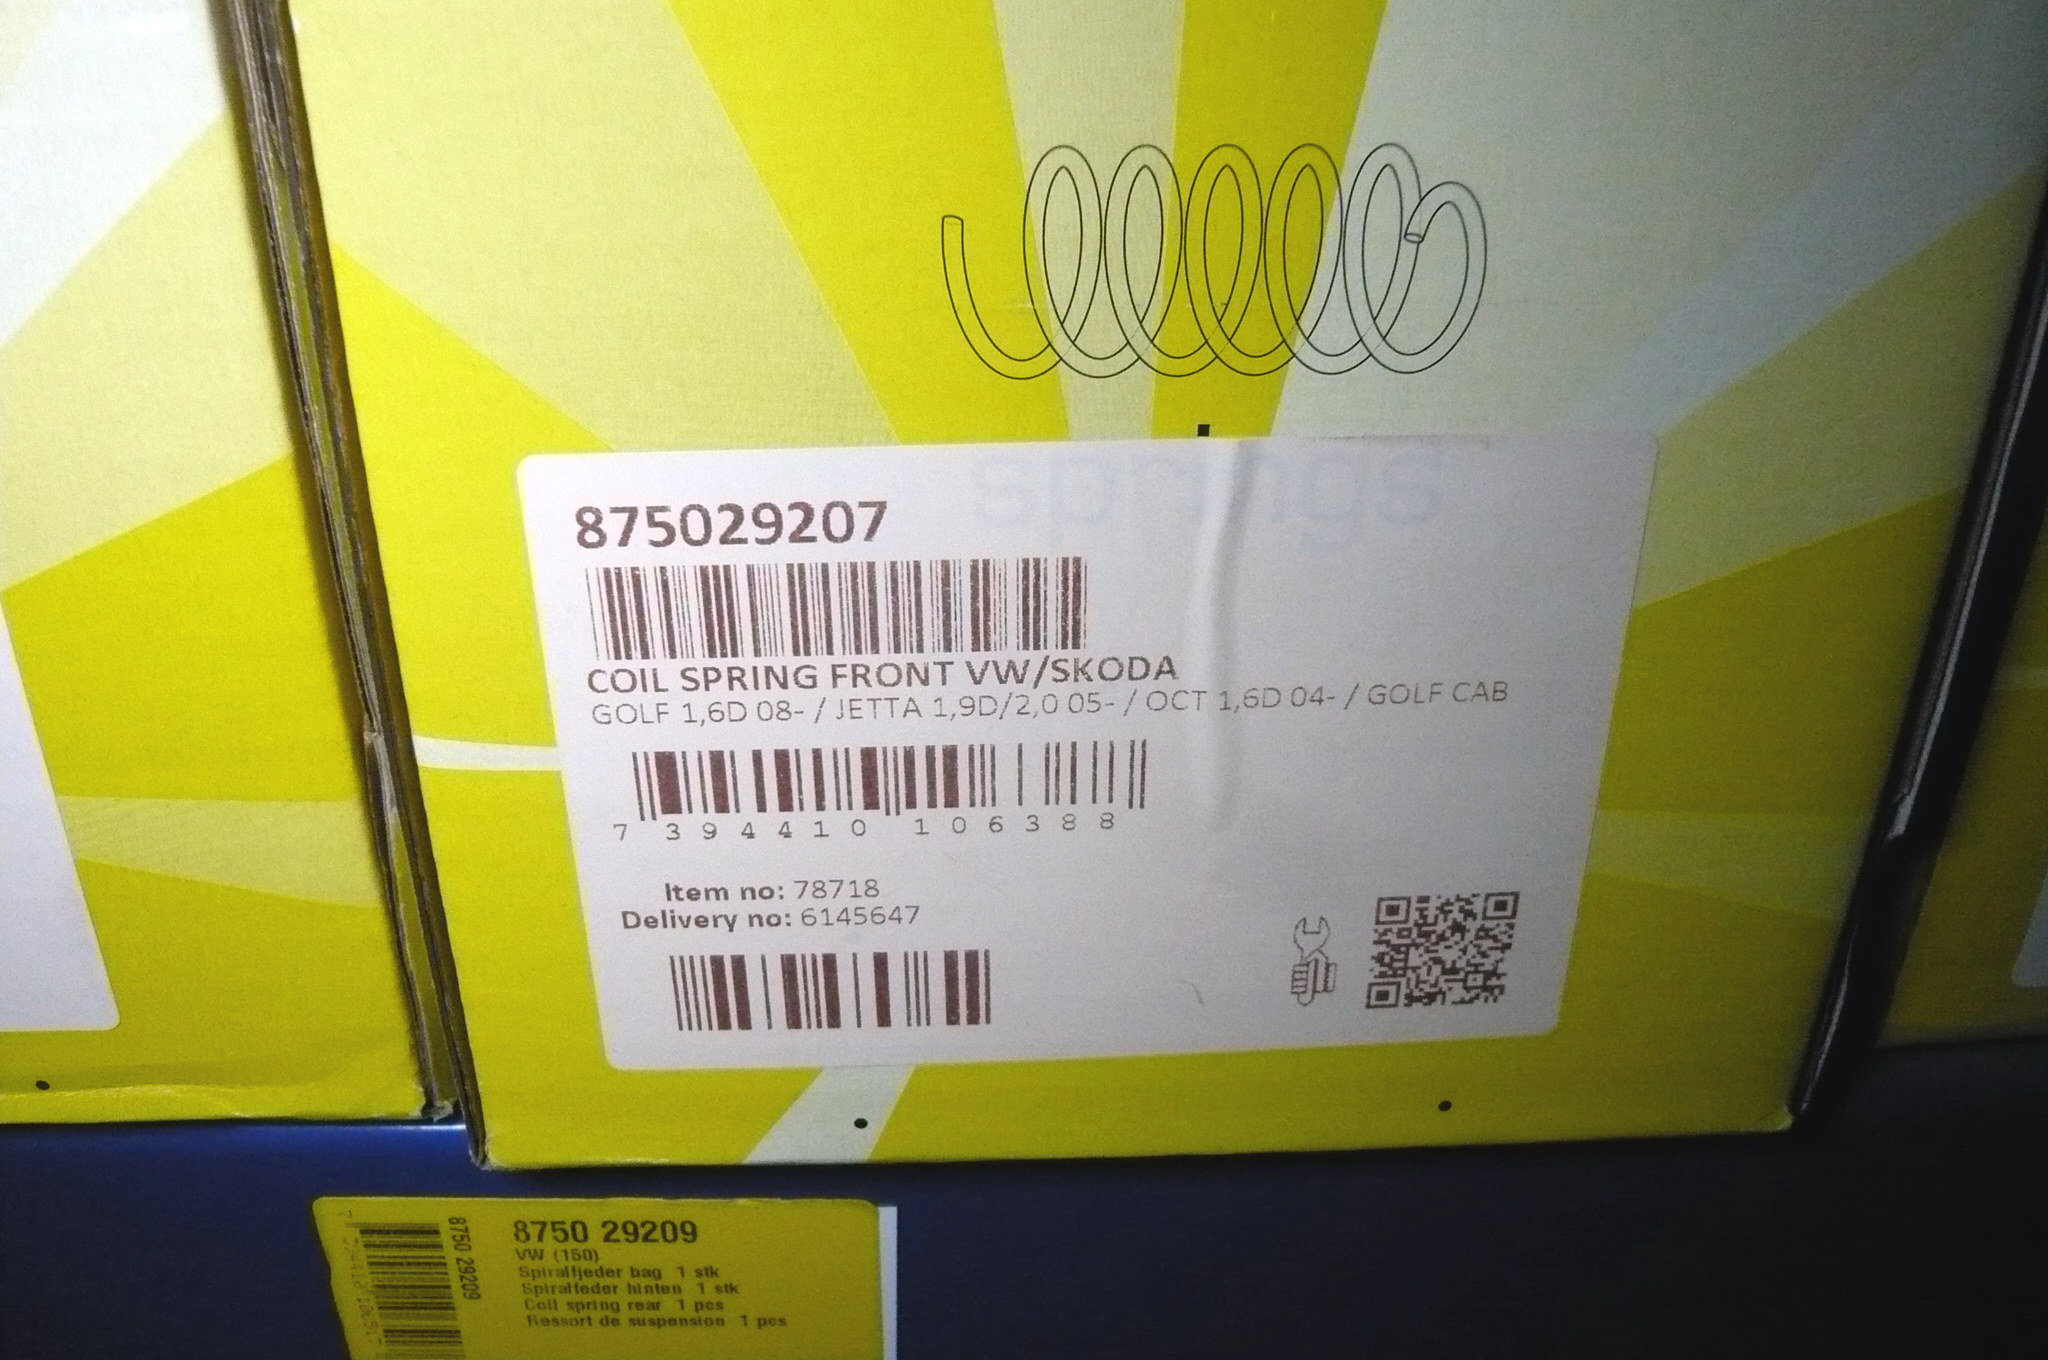 springs
875029207
COIL SPRING FRONT VW/SKODA
GOLF 1,6D 08- / JETTA 1,9D/2,0 05- / OCT 1,6D 04- / GOLF CAB
7 394410 106388
Item no: 78718
Delivery no: 6145647
8750 29209
8750 29209
VW (150)
Spiralfjeder bag 1 stk
Spiralfeder hinten 1 stk
Coil spring rear 1 pcs
Ressort de suspension 1 pcs